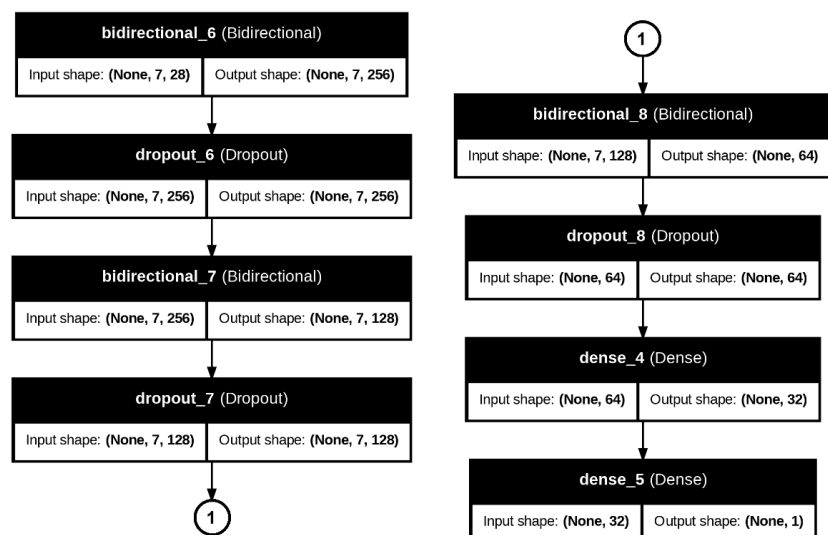 bidirectional_6 (Bidirectional)
Input shape: (None, 7, 28) Output shape: (None, 7, 256)
dropout_6 (Dropout)
Input shape: (None, 7, 256) Output shape: (None, 7, 256)
bidirectional_7 (Bidirectional)
Input shape: (None, 7, 256) Output shape: (None, 7, 128)
dropout_7 (Dropout)
Input shape: (None, 7, 128) Output shape: (None, 7, 128)
1
1
bidirectional_8 (Bidirectional)
Input shape: (None, 7, 128) Output shape: (None, 64)
dropout_8 (Dropout)
Input shape: (None, 64) Output shape: (None, 64)
dense_4 (Dense)
Input shape: (None, 64) Output shape: (None, 32)
dense_5 (Dense)
Input shape: (None, 32) Output shape: (None, 1)